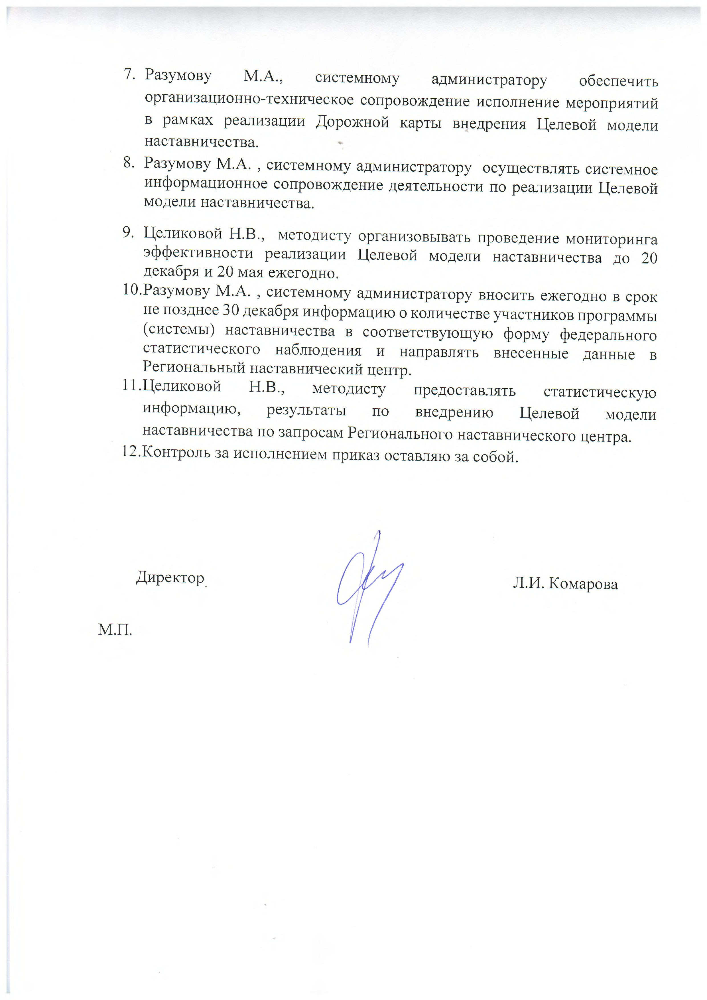 7. Разумову М.А., системному администратору обеспечить
организационно-техническое сопровождение исполнение мероприятий
в рамках реализации Дорожной карты внедрения Целевой модели
наставничества.
8. Разумову М.А. , системному администратору осуществлять системное
информационное сопровождение деятельности по реализации Целевой
модели наставничества.
9. Целиковой Н.В., методисту организовывать проведение мониторинга
эффективности реализации Целевой модели наставничества до 20
декабря и 20 мая ежегодно.
10.Разумову М.А. , системному администратору вносить ежегодно в срок
не позднее 30 декабря информацию о количестве участников программы
(системы) наставничества в соответствующую форму федерального
статистического наблюдения и направлять внесенные данные в
Региональный наставнический центр.
11.Целиковой Н.В., методисту предоставлять статистическую
информацию, результаты по внедрению Целевой модели
наставничества по запросам Регионального наставнического центра.
12.Контроль за исполнением приказ оставляю за собой.
Директор Л.И. Комарова
М.П.